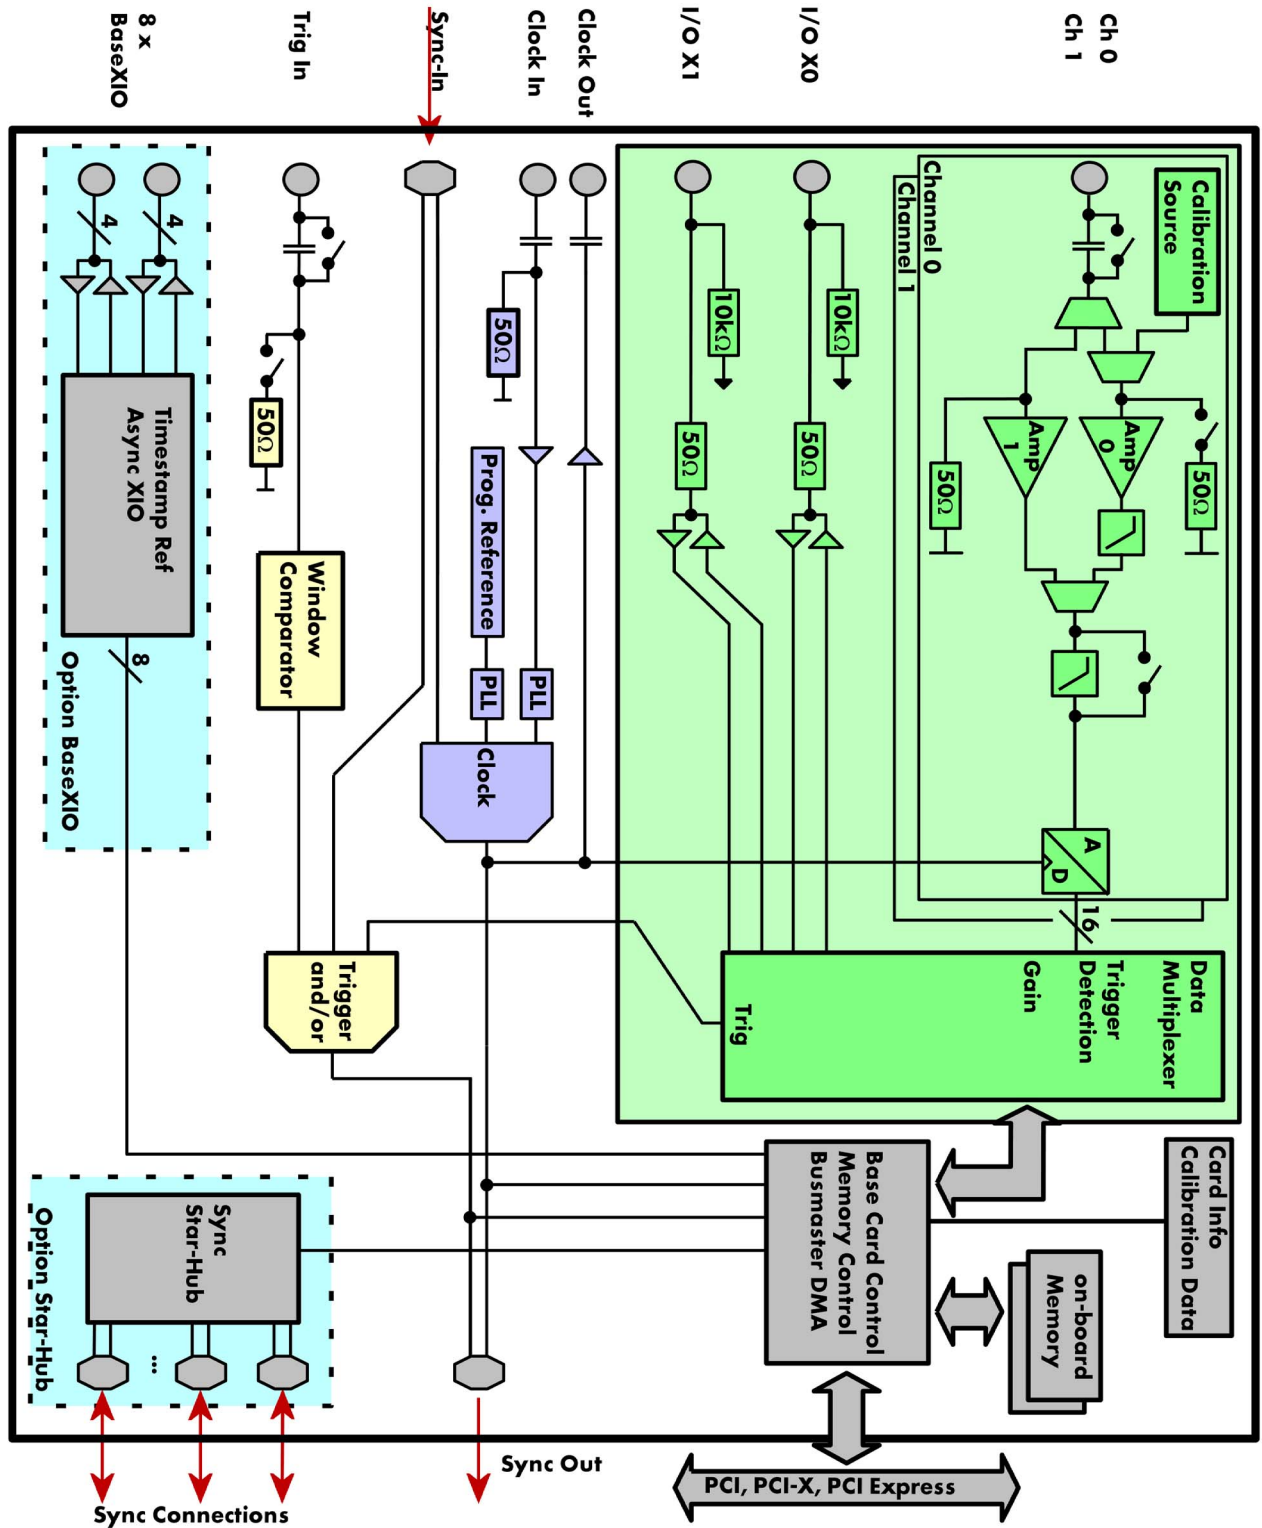 Ch 0
Ch 1
I/O X0
I/O X1
Clock Out
Clock In
Sync-In
Trig In
8 x
BaseXIO
Calibration
Source
Channel 0
Channel 1
Amp
0
Amp
1
50Ω
50Ω
10kΩ
50Ω
10kΩ
50Ω
A
D
16
Data
Multiplexer
Trigger
Detection
Gain
Trig
50Ω
Prog. Reference
PLL
PLL
Clock
50Ω
Window
Comparator
Trigger
and/or
4
4
Timestamp Ref
Async XIO
8
Option BaseXIO
Card Info
Calibration Data
on-board
Memory
Base Card Control
Memory Control
Busmaster DMA
Sync
Star-Hub
...
Option Star-Hub
Sync Out
PCI, PCI-X, PCI Express
Sync Connections